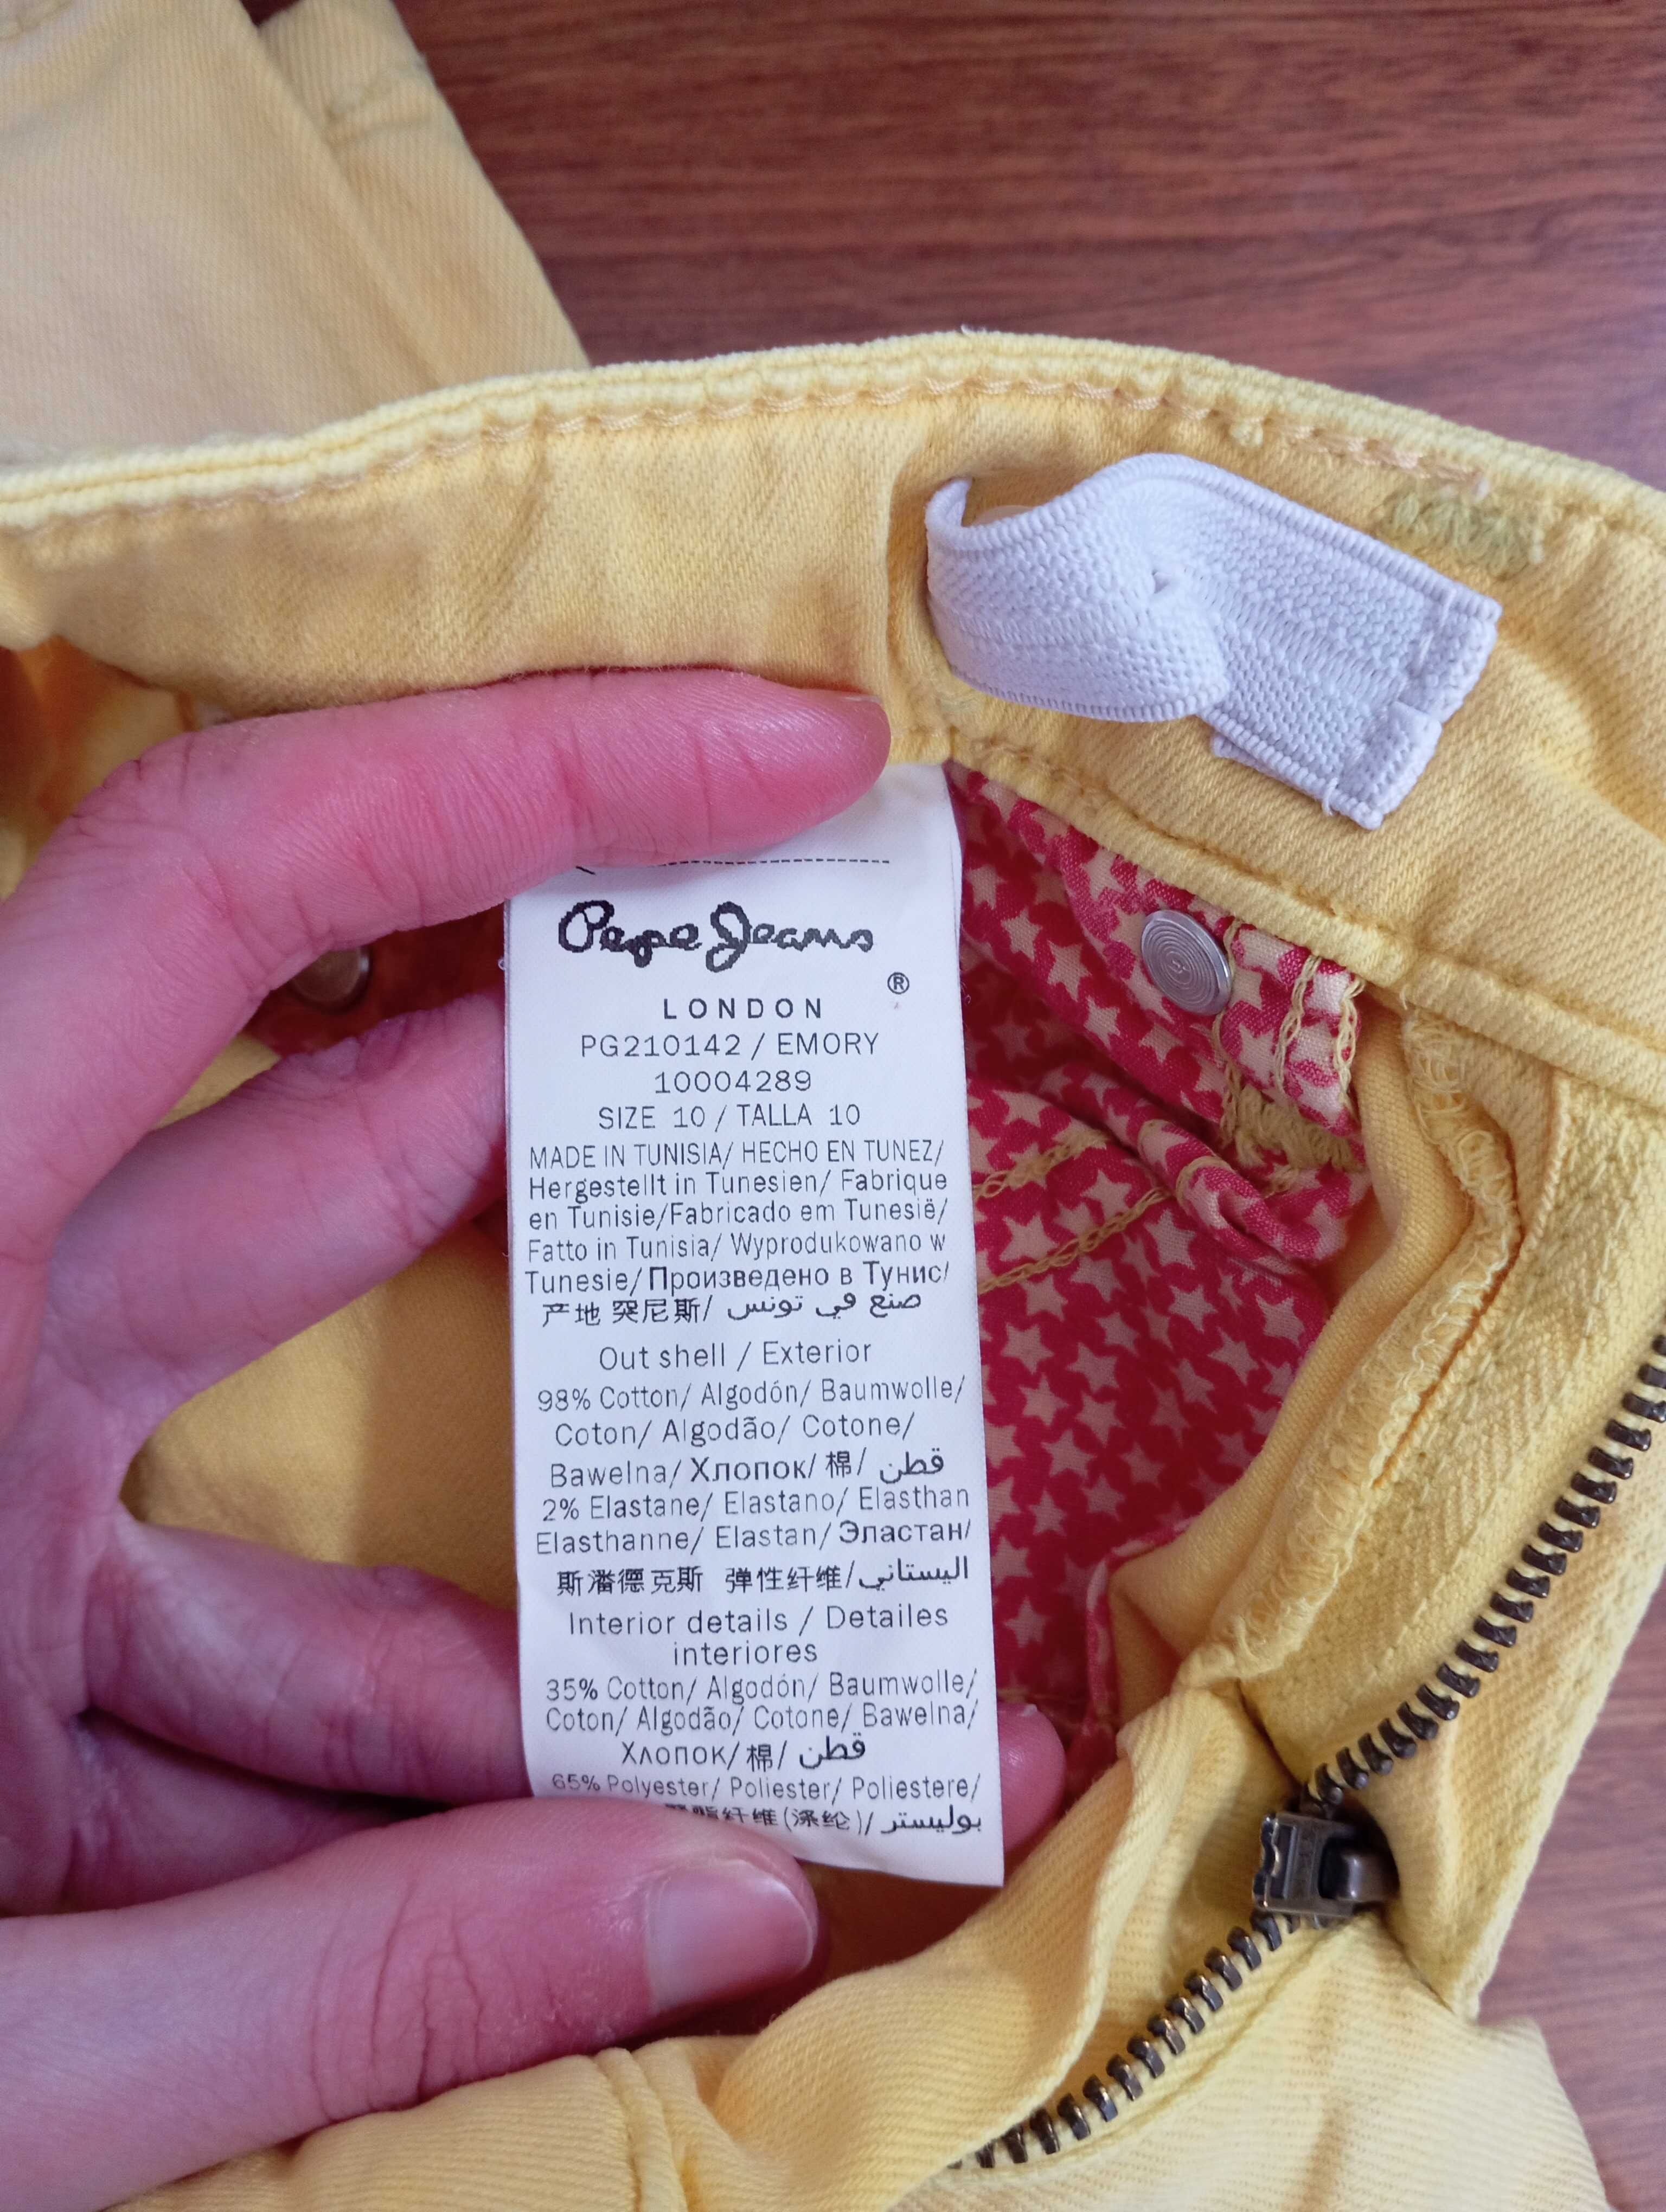 Pepe Jeans
®
LONDON
PG210142 / EMORY
10004289
SIZE 10 / TALLA 10
MADE IN TUNISIA/ HECHO EN TUNEZ/
Hergestellt in Tunesien/ Fabrique
en Tunisie/Fabricado em Tunesië/
Fatto in Tunisia/ Wyprodukowano w
Tunesie/Произведено в Тунис/
产地 突尼斯/ صنع في تونس
Out shell / Exterior
98% Cotton/ Algodón/ Baumwolle/
Coton/ Algodão/ Cotone/
Bawelna/ Хлопок/ 棉/ قطن
2% Elastane/ Elastano/ Elasthan
Elasthanne/ Elastan/ Эластан/
斯潘德克斯 弹性纤维/ اليستاني
Interior details / Detailes
interiores
35% Cotton/ Algodón/ Baumwolle/
Coton/ Algodão/ Cotone/ Bawelna/
Хлопок/ 棉/ قطن
65% Polyester/ Poliester/ Poliestere/
纤维(涤纶)/ بوليستر